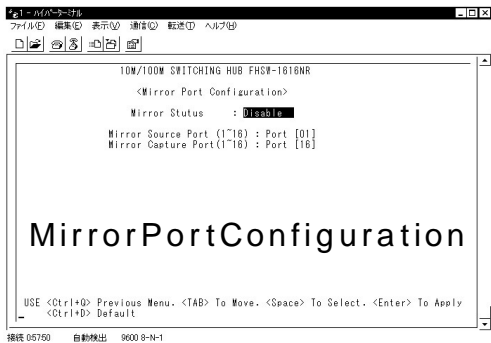 e1 - ハイパーターミナル
ファイル(F) 編集(E) 表示(V) 通信(C) 転送(T) ヘルプ(H)
10M/100M SWITCHING HUB FHSW-1616NR
<Mirror Port Configuration>
Mirror Stutus : Disable
Mirror Source Port (1~16) : Port [01]
Mirror Capture Port(1~16) : Port [16]
MirrorPortConfiguration
USE <Ctrl+Q> Previous Menu. <TAB> To Move. <Space> To Select. <Enter> To Apply
<Ctrl+D> Default
接続 0:57:50 自動検出 9600 8-N-1